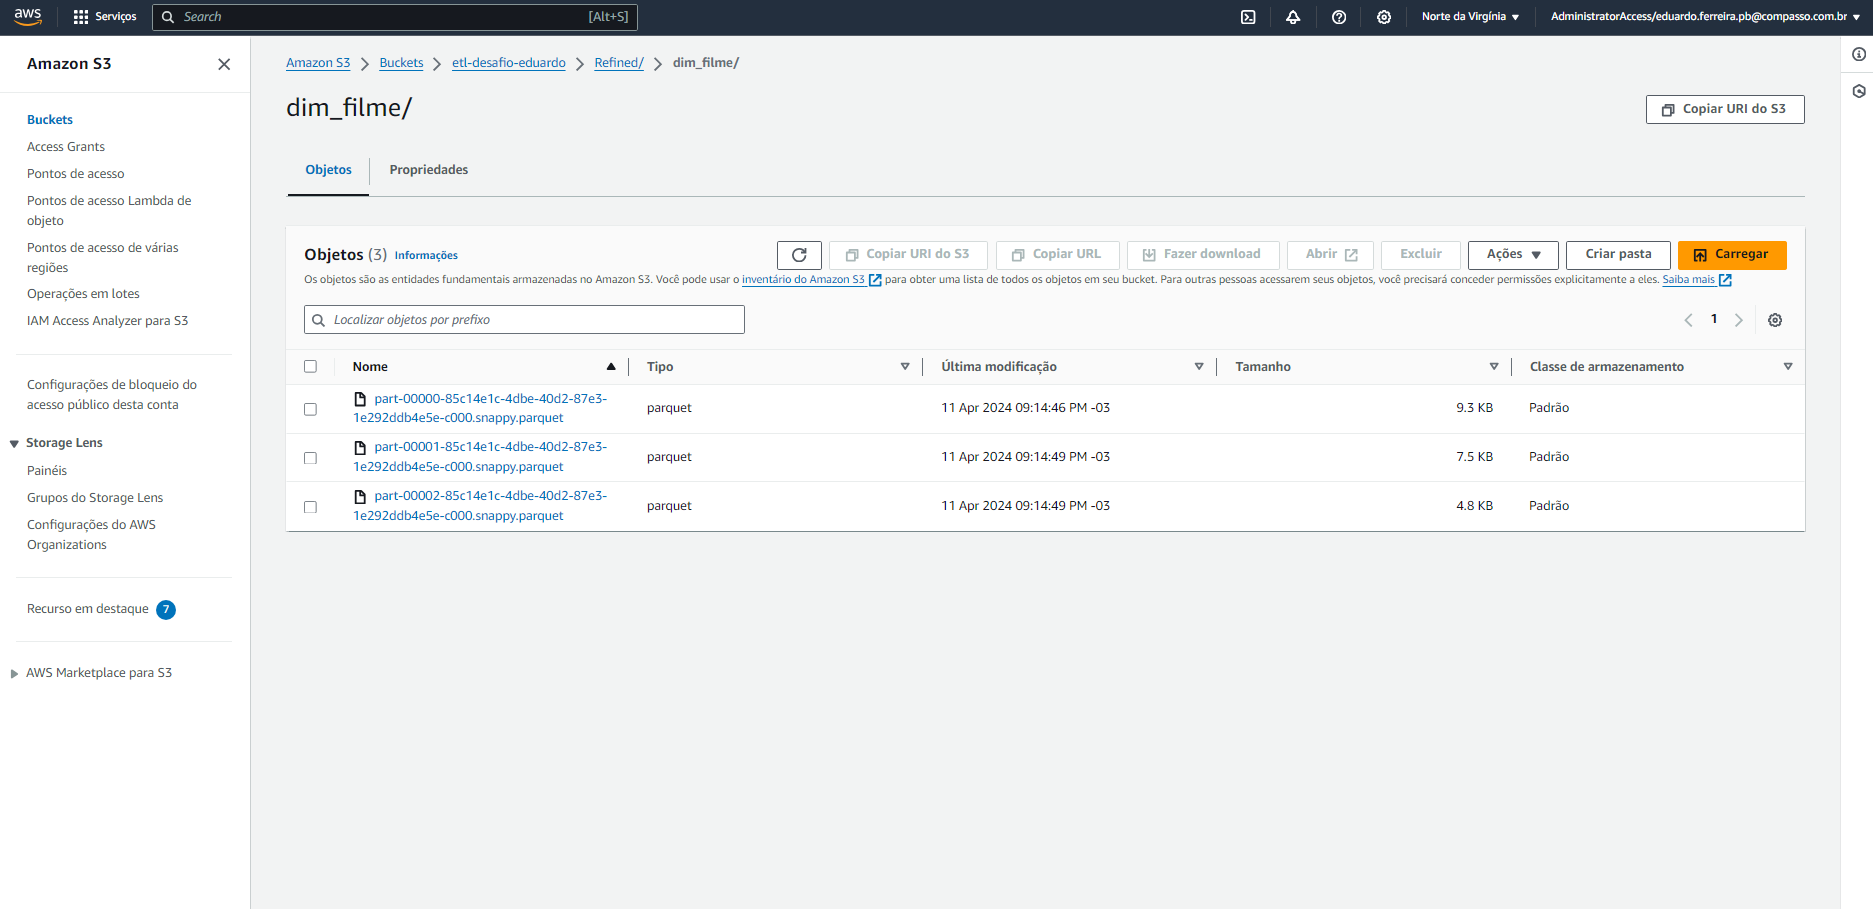 aws
Serviços
Search
[Alt+S]
Norte da Virgínia
AdministratorAccess/eduardo.ferreira.pb@compasso.com.br
Amazon S3
Buckets
Access Grants
Pontos de acesso
Pontos de acesso Lambda de
objeto
Pontos de acesso de várias
regiões
Operações em lotes
IAM Access Analyzer para S3
Configurações de bloqueio do
acesso público desta conta
Storage Lens
Painéis
Grupos do Storage Lens
Configurações do AWS
Organizations
Recurso em destaque 7
AWS Marketplace para S3
Amazon S3 > Buckets > etl-desafio-eduardo > Refined/ > dim_filme/
dim_filme/
Copiar URI do S3
Objetos
Propriedades
Objetos (3) Informações
Copiar URI do S3
Copiar URL
Fazer download
Abrir
Excluir
Ações
Criar pasta
Carregar
Os objetos são as entidades fundamentais armazenadas no Amazon S3. Você pode usar o inventário do Amazon S3 para obter uma lista de todos os objetos em seu bucket. Para outras pessoas acessarem seus objetos, você precisará conceder permissões explicitamente a eles. Saiba mais
Localizar objetos por prefixo
1
Nome Tipo Última modificação Tamanho Classe de armazenamento
part-00000-85c14e1c-4dbe-40d2-87e3-
1e292ddb4e5e-c000.snappy.parquet
parquet
11 Apr 2024 09:14:46 PM -03
9.3 KB
Padrão
part-00001-85c14e1c-4dbe-40d2-87e3-
1e292ddb4e5e-c000.snappy.parquet
parquet
11 Apr 2024 09:14:49 PM -03
7.5 KB
Padrão
part-00002-85c14e1c-4dbe-40d2-87e3-
1e292ddb4e5e-c000.snappy.parquet
parquet
11 Apr 2024 09:14:49 PM -03
4.8 KB
Padrão